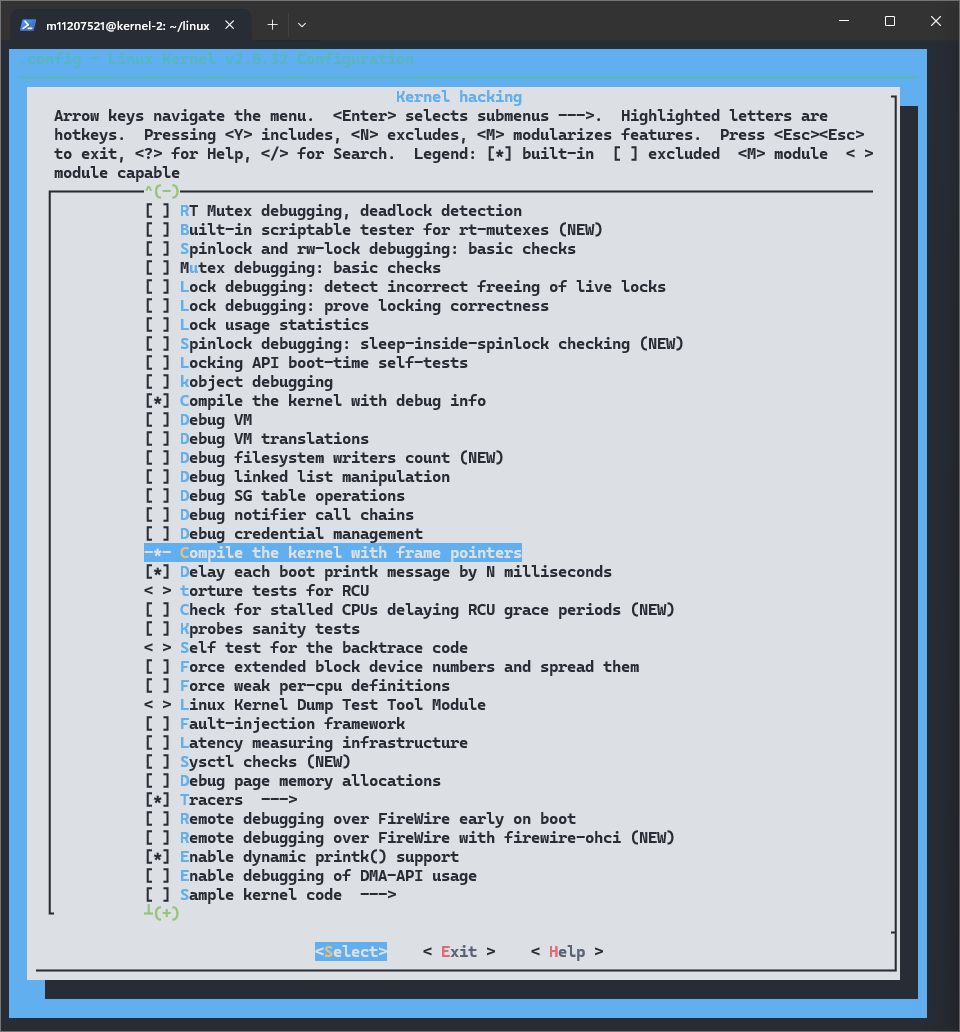 m11207521@kernel-2: ~/linux
.config - Linux Kernel v2.6.32 Configuration
Kernel hacking
Arrow keys navigate the menu.  <Enter> selects submenus --->.  Highlighted letters are
hotkeys.  Pressing <Y> includes, <N> excludes, <M> modularizes features.  Press <Esc><Esc>
to exit, <?> for Help, </> for Search.  Legend: [*] built-in  [ ] excluded  <M> module  < >
module capable
^(-)
[ ] RT Mutex debugging, deadlock detection
[ ] Built-in scriptable tester for rt-mutexes (NEW)
[ ] Spinlock and rw-lock debugging: basic checks
[ ] Mutex debugging: basic checks
[ ] Lock debugging: detect incorrect freeing of live locks
[ ] Lock debugging: prove locking correctness
[ ] Lock usage statistics
[ ] Spinlock debugging: sleep-inside-spinlock checking (NEW)
[ ] Locking API boot-time self-tests
[ ] kobject debugging
[*] Compile the kernel with debug info
[ ] Debug VM
[ ] Debug VM translations
[ ] Debug filesystem writers count (NEW)
[ ] Debug linked list manipulation
[ ] Debug SG table operations
[ ] Debug notifier call chains
[ ] Debug credential management
-*- Compile the kernel with frame pointers
[*] Delay each boot printk message by N milliseconds
< > torture tests for RCU
[ ] Check for stalled CPUs delaying RCU grace periods (NEW)
[ ] Kprobes sanity tests
< > Self test for the backtrace code
[ ] Force extended block device numbers and spread them
[ ] Force weak per-cpu definitions
< > Linux Kernel Dump Test Tool Module
[ ] Fault-injection framework
[ ] Latency measuring infrastructure
[ ] Sysctl checks (NEW)
[ ] Debug page memory allocations
[*] Tracers  --->
[ ] Remote debugging over FireWire early on boot
[ ] Remote debugging over FireWire with firewire-ohci (NEW)
[*] Enable dynamic printk() support
[ ] Enable debugging of DMA-API usage
[ ] Sample kernel code  --->
┴(+)
<Select>    < Exit >    < Help >